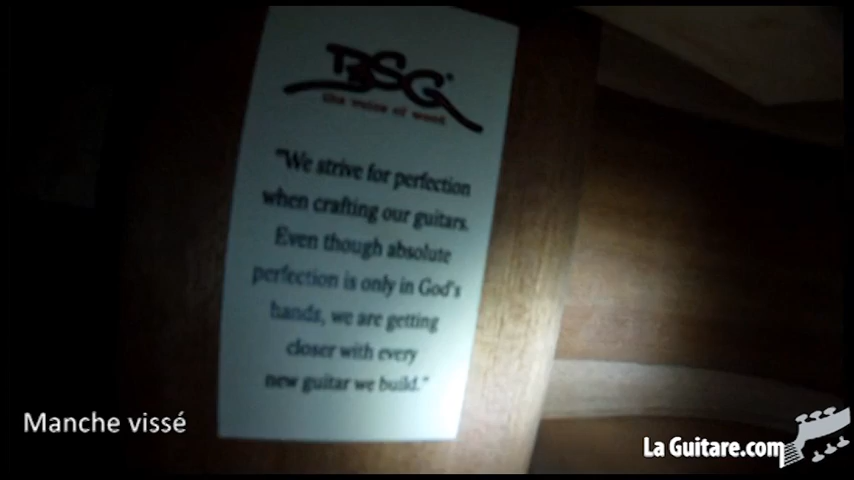 BSG
the voice of wood
"We strive for perfection
when crafting our guitars.
Even though absolute
perfection is only in God's
hands, we are getting
closer with every
new guitar we build."
Manche vissé
La Guitare.com